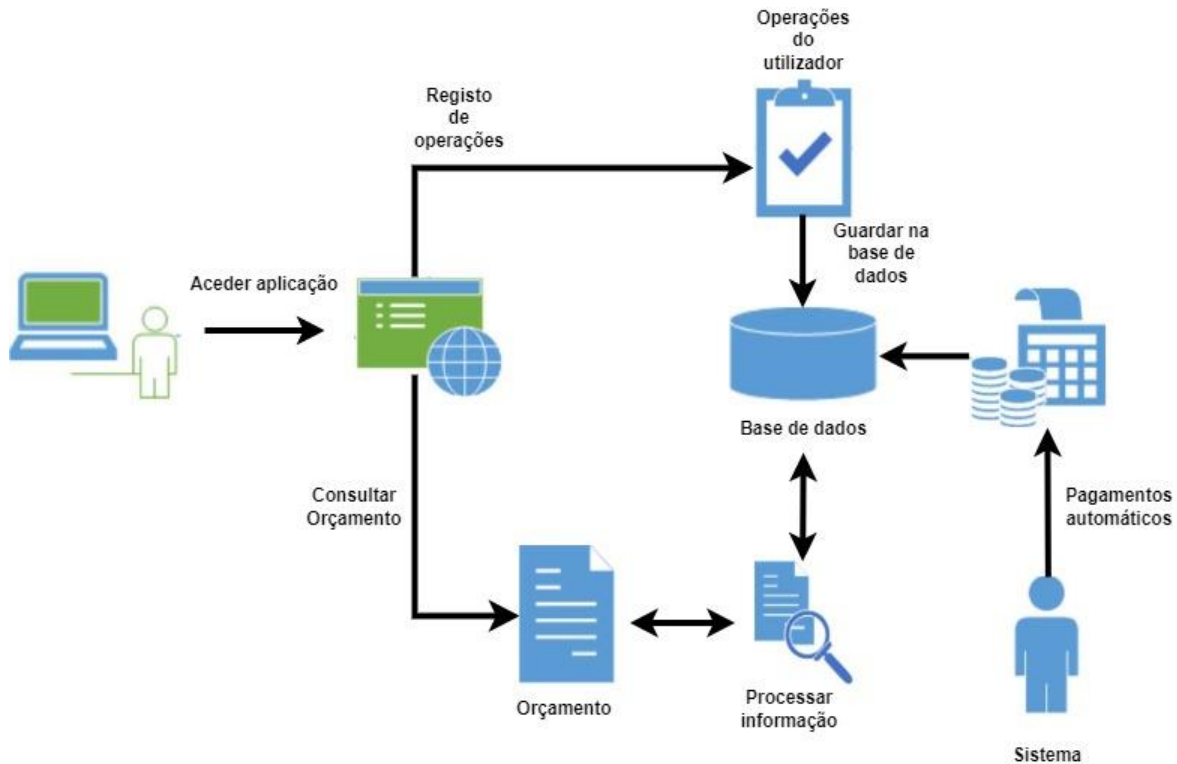 Operações
do
utilizador
Registo
de
operações
Guardar na
base de
dados
Aceder aplicação
Base de dados
Consultar
Orçamento
Pagamentos
automáticos
Orçamento
Processar
informação
Sistema